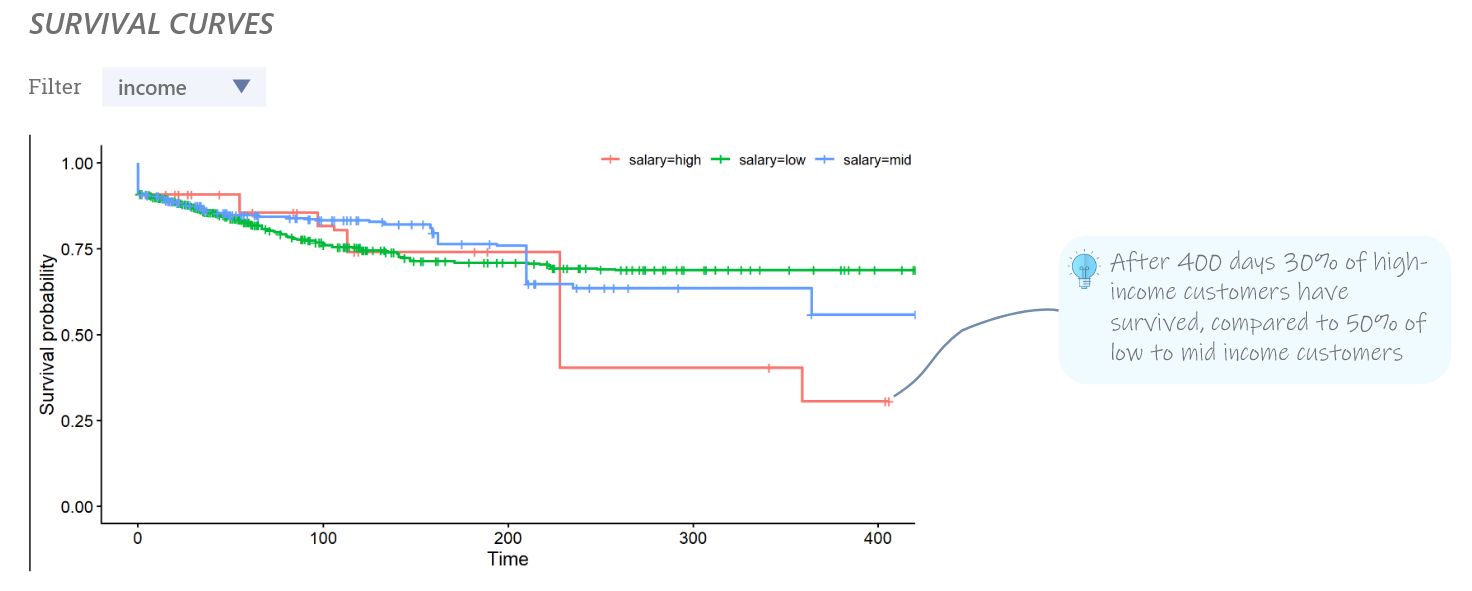 SURVIVAL CURVES
Filter income
salary=high salary=low salary=mid
1.00
0.75
0.50
0.25
0.00
Survival probability
0 100 200 300 400
Time
After 400 days 30% of high-
income customers have
survived, compared to 50% of
low to mid income customers